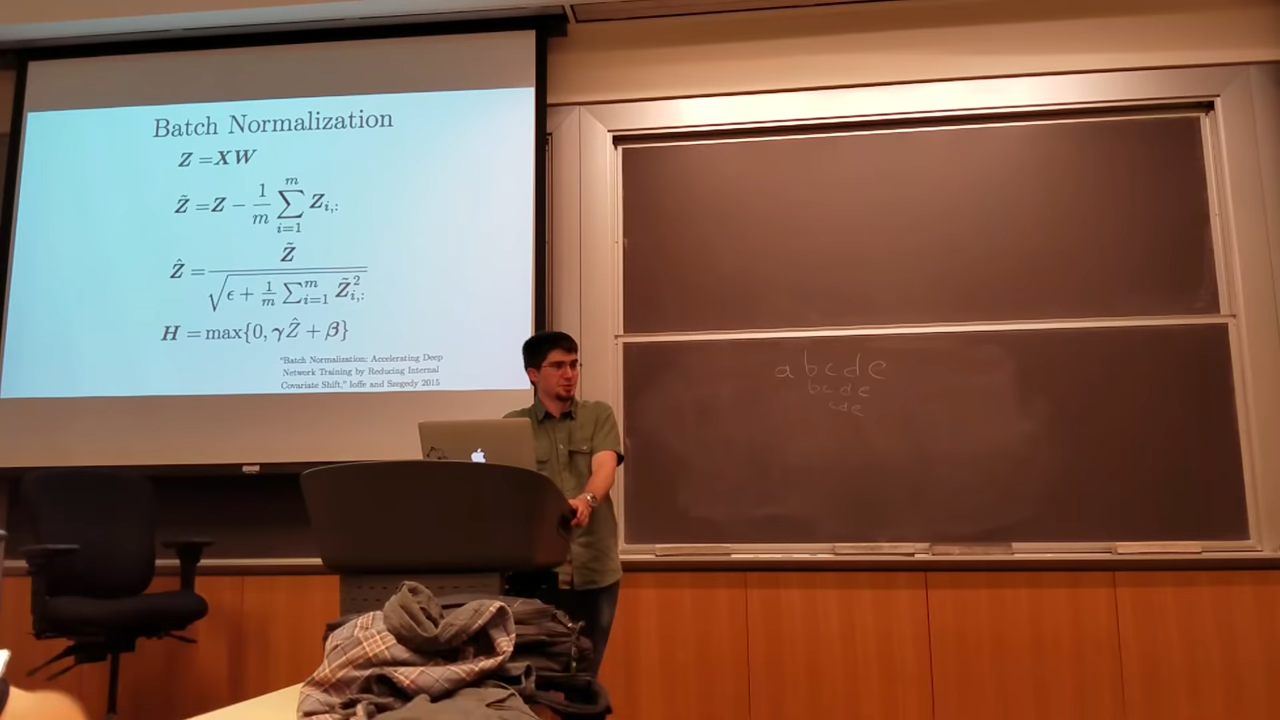 Batch Normalization
Z =XW
Z̃ =Z − 1/m ∑_{i=1}^{m} Z_{i,:}
Ẑ = Z̃ / √(ϵ + 1/m ∑_{i=1}^{m} Z̃²_{i,:})
H = max{0, γẐ + β}
"Batch Normalization: Accelerating Deep
Network Training by Reducing Internal
Covariate Shift," Ioffe and Szegedy 2015
abcde
bcde
cde